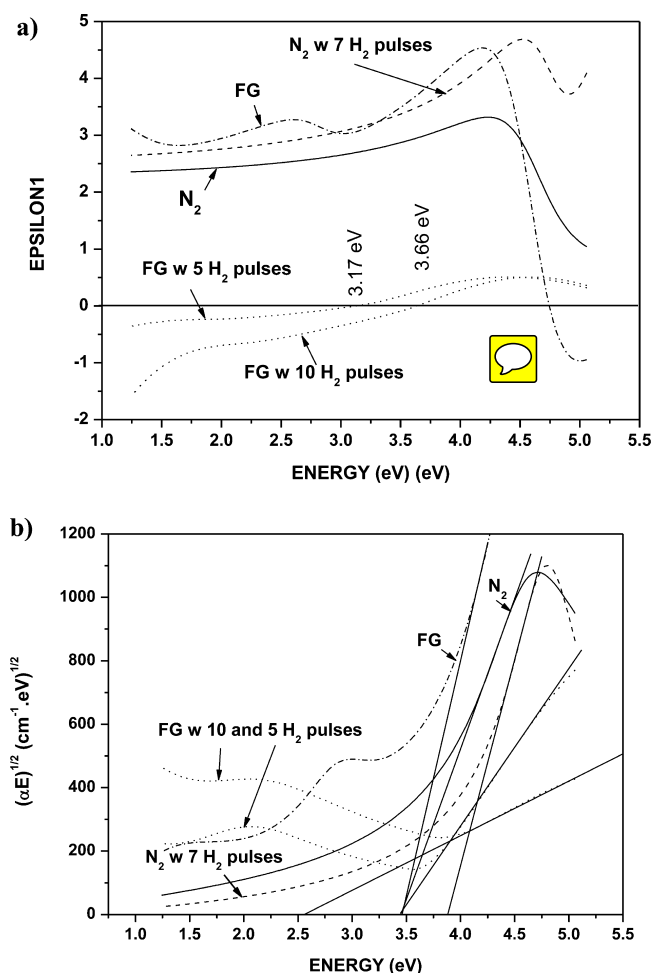 a)
5
4
3
2
1
0
-1
-2
EPSILON1
N2 w 7 H2 pulses
FG
N2
3.17 eV
3.66 eV
FG w 5 H2 pulses
FG w 10 H2 pulses
1.0 1.5 2.0 2.5 3.0 3.5 4.0 4.5 5.0 5.5
ENERGY (eV) (eV)
b)
1200
1000
800
600
400
200
0
(αE)^1/2 (cm^-1.eV)^1/2
N2
FG
FG w 10 and 5 H2 pulses
N2 w 7 H2 pulses
1.0 1.5 2.0 2.5 3.0 3.5 4.0 4.5 5.0 5.5
ENERGY (eV)